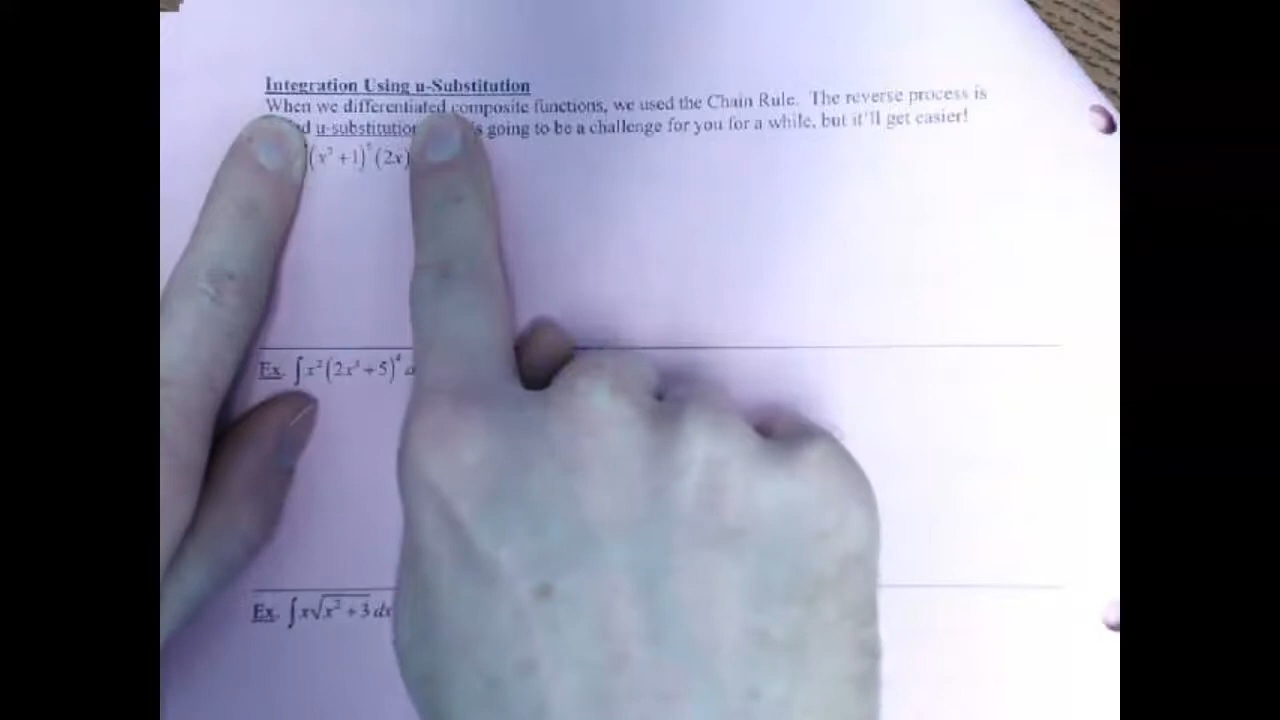 Integration Using u-Substitution
When we differentiated composite functions, we used the Chain Rule. The reverse process is
u-substitution going to be a challenge for you for a while, but it'll get easier!
(x² + 1) (2x)
Ex. ∫x²(2x³ + 5)⁴
Ex. ∫x√(x² + 3) dx